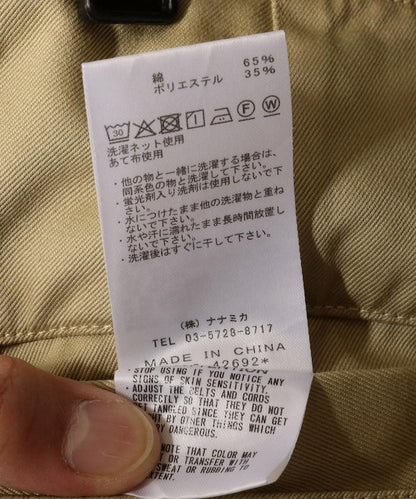 綿 65%
ポリエステル 35%
30
F W
洗濯ネット使用
あて布使用
・他の物と一緒に洗濯する場合は、
同系色の物と洗濯して下さい。
・蛍光剤入り洗剤は使用しないで下
さい。
・水につけたまま他の洗濯物と重ね
ないで下さい。
・水や汗に濡れたまま長時間放置し
ないで下さい。
・洗濯後はすぐに干して下さい。
(株) ナナミカ
TEL 03-5728-8717
MADE IN CHINA
42692*
STOP USING IF YOU NOTICE ANY
SIGNS OF SKIN SENSITIVITY
ADJUST THE BELTS AND CORDS
CORRECTLY SO THAT THEY DO NOT
GET TANGLED SINCE THEY CAN GET
BY OTHER THINGS WHICH
VERY DANGEROUS.
NOTE THAT COLOR MAY
OR TRANSFER WITH
SWEAT OR RUBBING